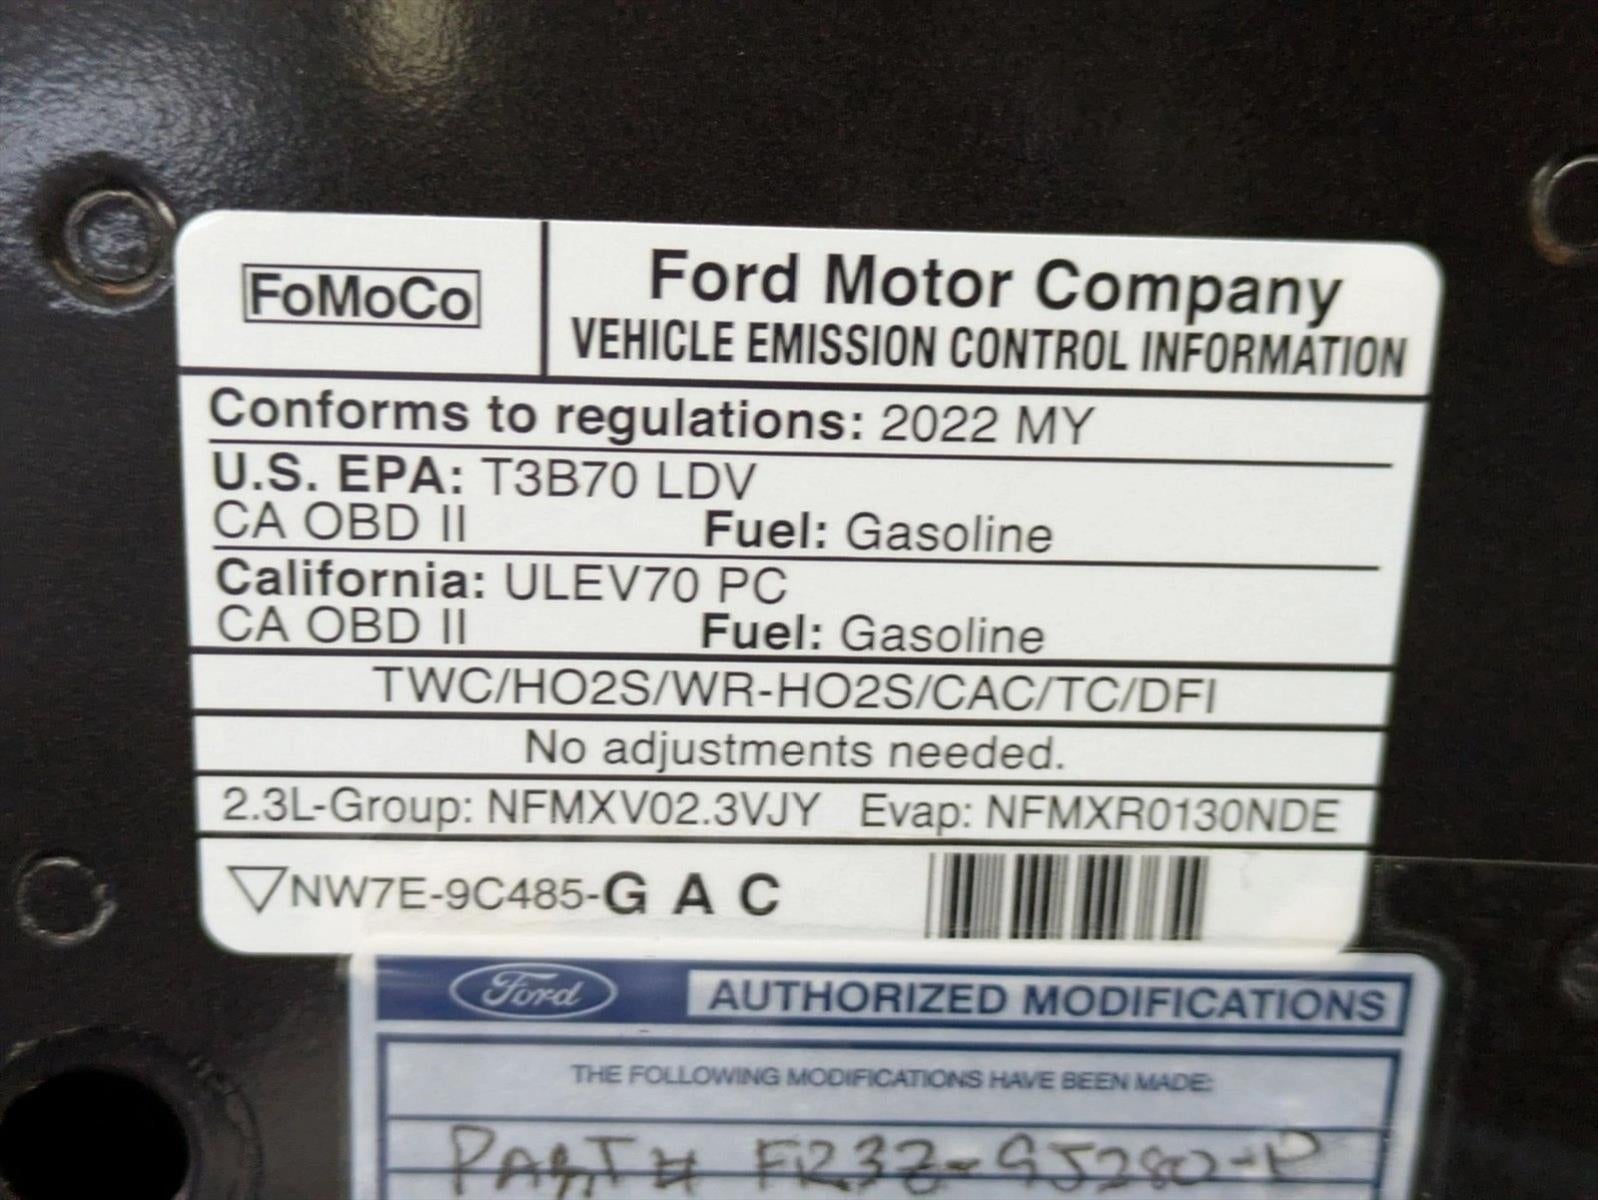 FoMoCo
Ford Motor Company
VEHICLE EMISSION CONTROL INFORMATION
Conforms to regulations: 2022 MY
U.S. EPA: T3B70 LDV
CA OBD II Fuel: Gasoline
California: ULEV70 PC
CA OBD II Fuel: Gasoline
TWC/HO2S/WR-HO2S/CAC/TC/DFI
No adjustments needed.
2.3L-Group: NFMXV02.3VJY Evap: NFMXR0130NDE
▽NW7E-9C485-G A C
Ford AUTHORIZED MODIFICATIONS
THE FOLLOWING MODIFICATIONS HAVE BEEN MADE:
PART #